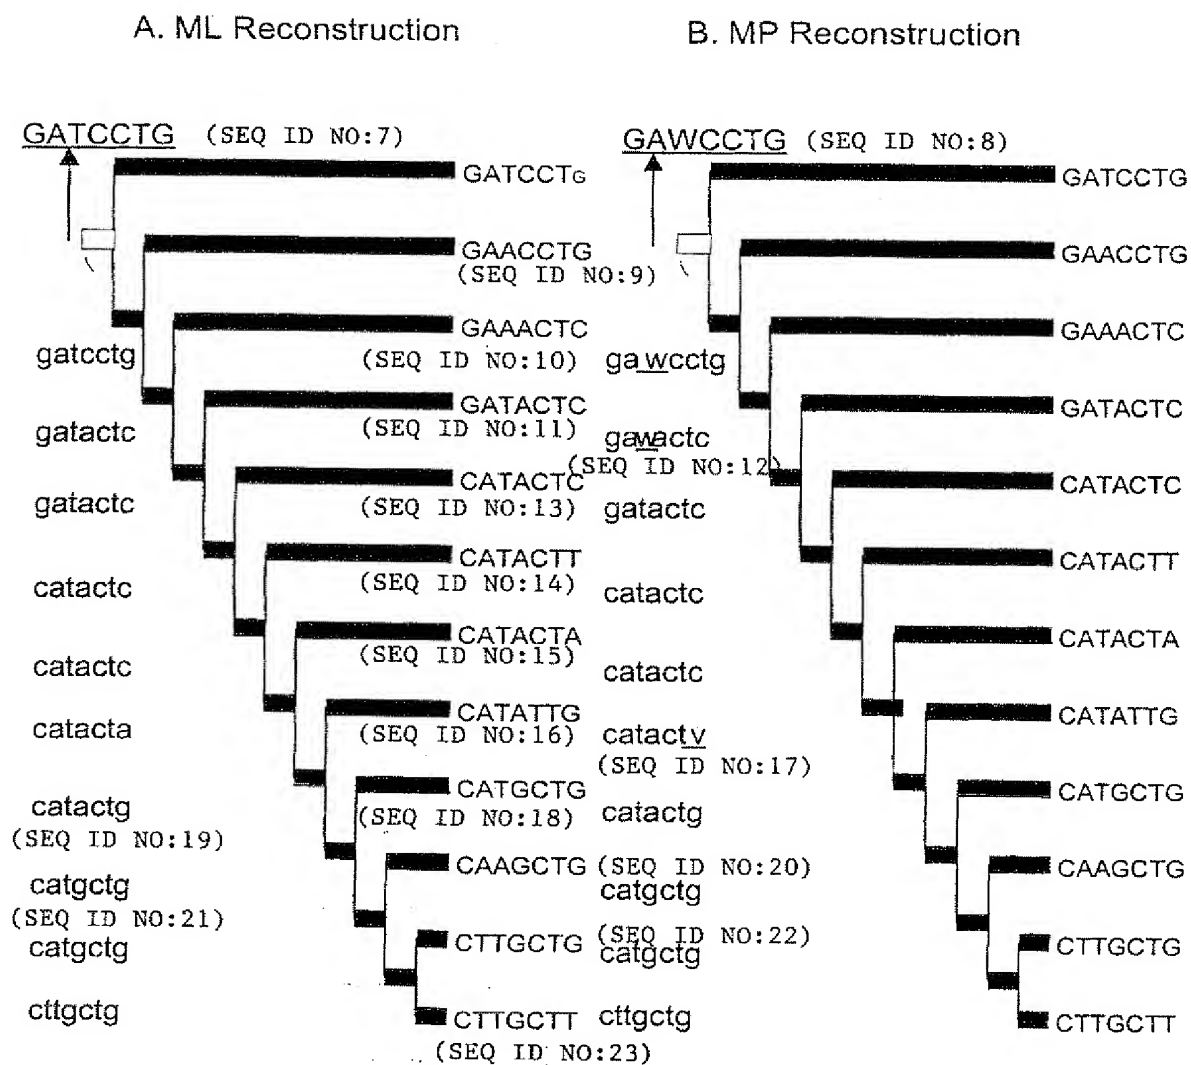 A. ML Reconstruction
GATCCTG (SEQ ID NO:7)
GATCCTG
GAACCTG
(SEQ ID NO:9)
GAAACTC
gatcctg
(SEQ ID NO:10)
GATACTC
gatactc
(SEQ ID NO:11)
CATACTC
gatactc
(SEQ ID NO:13)
CATACTT
catactc
(SEQ ID NO:14)
CATACTA
(SEQ ID NO:15)
catactc
CATATTG
catacta
(SEQ ID NO:16)
CATGCTG
catactg
(SEQ ID NO:18)
(SEQ ID NO:19)
CAAGCTG (SEQ ID NO:20)
catgctg
(SEQ ID NO:21)
CTTGCTG (SEQ ID NO:22)
catgctg
cttgctg
CTTGCTT
(SEQ ID NO:23)
B. MP Reconstruction
GAWCCTG (SEQ ID NO:8)
GATCCTG
GAACCTG
GAAACTC
gawcctg
GATACTC
gawactc
(SEQ ID NO:12)
CATACTC
gatactc
CATACTT
catactc
CATACTA
catactc
CATATTG
catactv
(SEQ ID NO:17)
CATGCTG
catactg
CAAGCTG
catgctg
CTTGCTG
catgctg
cttgctg
CTTGCTT